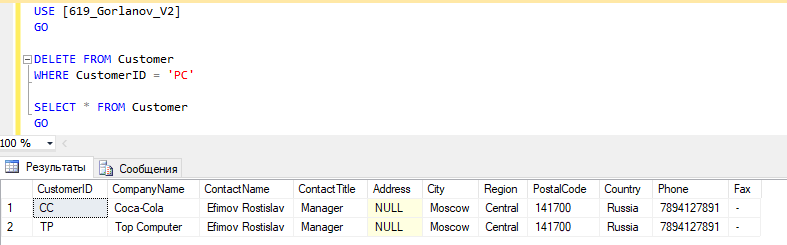 USE [619_Gorlanov_V2]
GO
DELETE FROM Customer
WHERE CustomerID = 'PC'
SELECT * FROM Customer
GO
100 %
Результаты Сообщения
CustomerID CompanyName ContactName ContactTitle Address City Region PostalCode Country Phone Fax
1 CC Coca-Cola Efimov Rostislav Manager NULL Moscow Central 141700 Russia 7894127891 -
2 TP Top Computer Efimov Rostislav Manager NULL Moscow Central 141700 Russia 7894127891 -